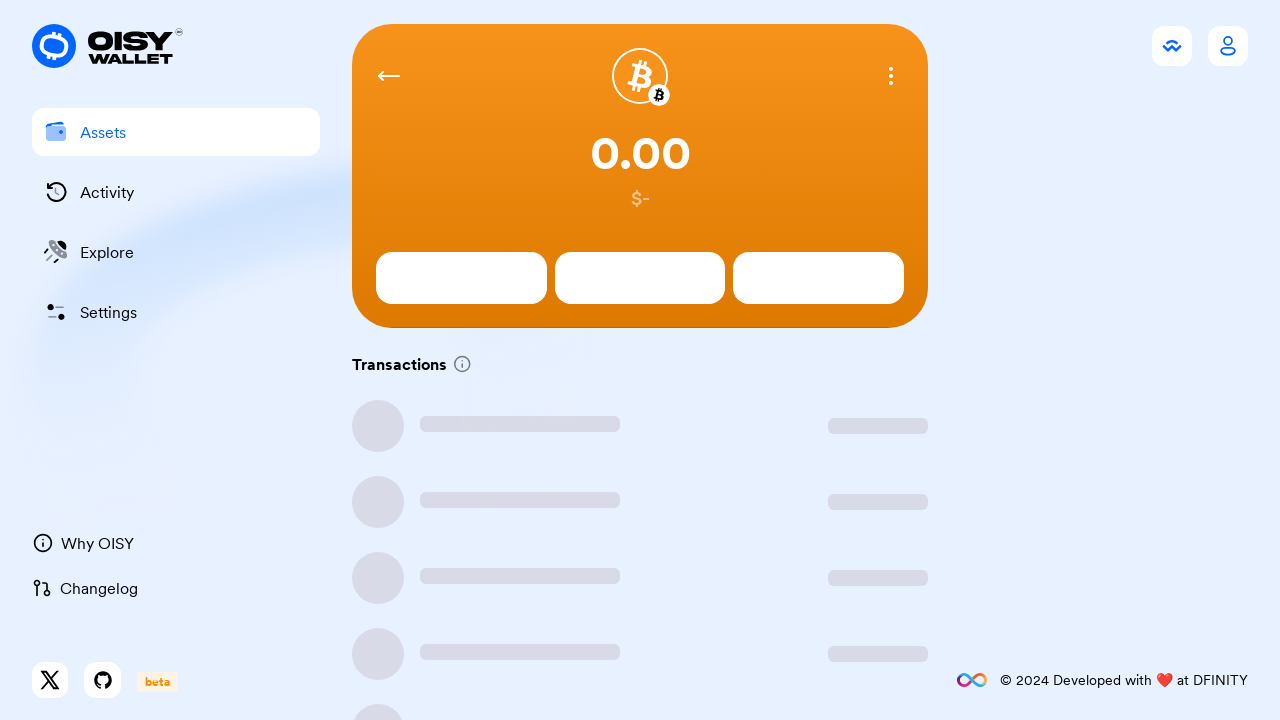 OISY
WALLET
Assets
Activity
Explore
Settings
0.00
$-
Transactions
Why OISY
Changelog
beta
© 2024 Developed with ❤️ at DFINITY